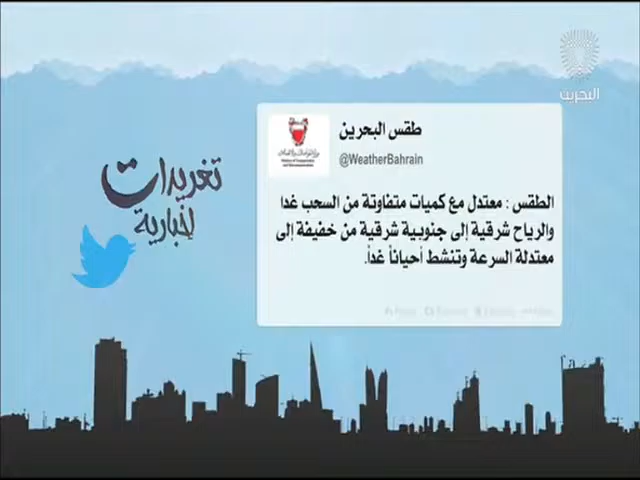 البحرين
تغريدات
إخبارية
طقس البحرين
@WeatherBahrain
الطقس : معتدل مع كميات متفاوتة من السحب غدا
والرياح شرقية إلى جنوبية شرقية من خفيفة إلى
معتدلة السرعة وتنشط أحياناً غداً.